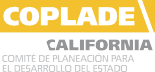 COPLADE
CALIFORNIA
COMITE DE PLANEACION PARA
EL DESARROLLO DEL ESTADO